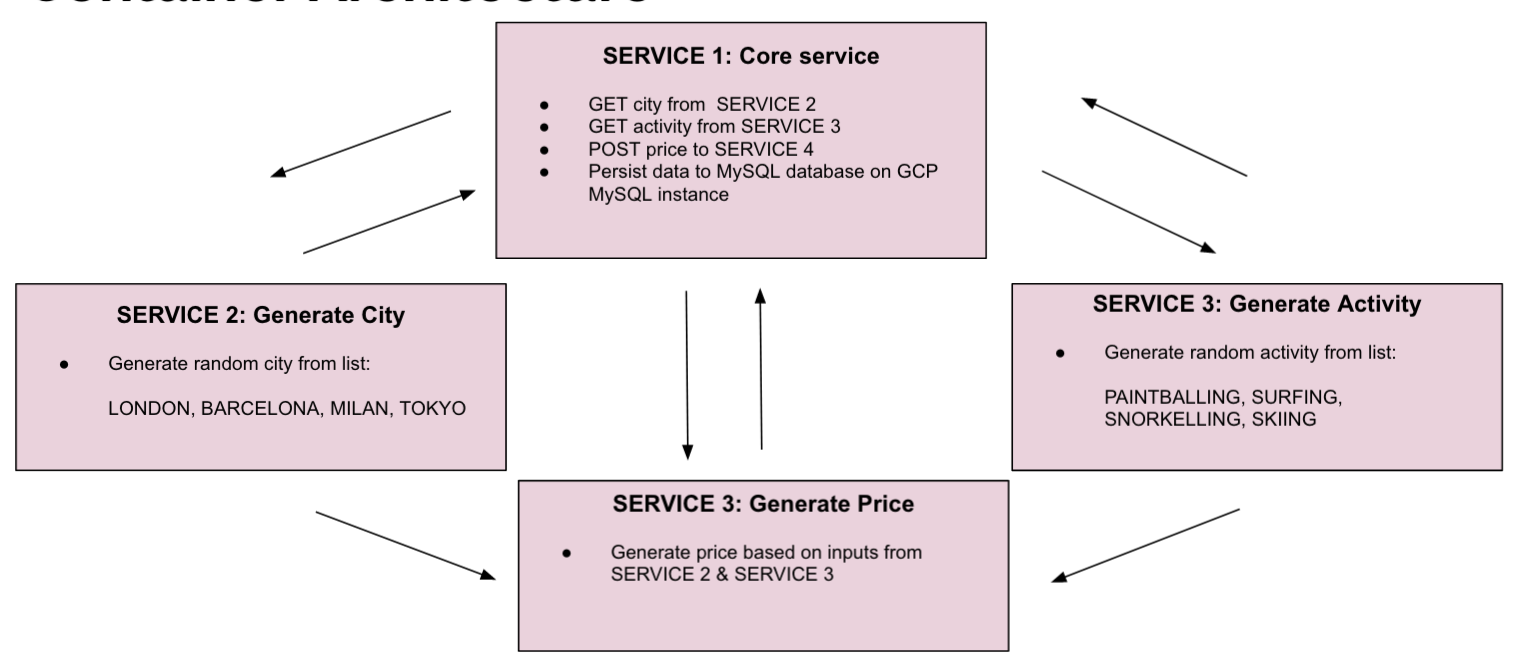 SERVICE 1: Core service
● GET city from SERVICE 2
● GET activity from SERVICE 3
● POST price to SERVICE 4
● Persist data to MySQL database on GCP
MySQL instance
SERVICE 2: Generate City
● Generate random city from list:
LONDON, BARCELONA, MILAN, TOKYO
SERVICE 3: Generate Activity
● Generate random activity from list:
PAINTBALLING, SURFING,
SNORKELLING, SKIING
SERVICE 3: Generate Price
● Generate price based on inputs from
SERVICE 2 & SERVICE 3